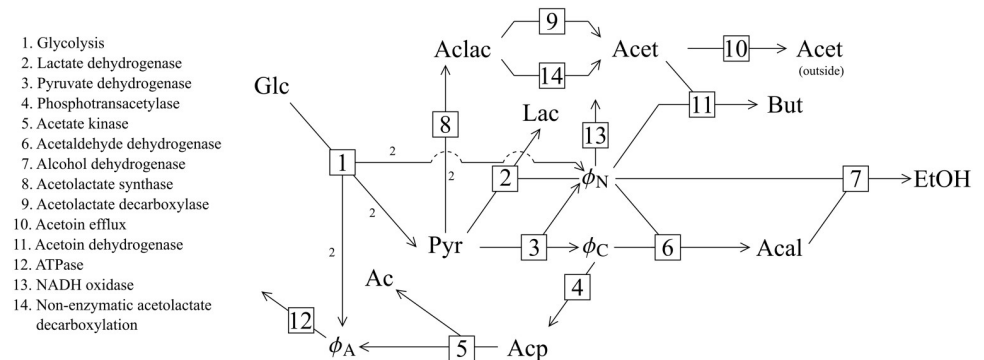 1. Glycolysis
2. Lactate dehydrogenase
3. Pyruvate dehydrogenase
4. Phosphotransacetylase
5. Acetate kinase
6. Acetaldehyde dehydrogenase
7. Alcohol dehydrogenase
8. Acetolactate synthase
9. Acetolactate decarboxylase
10. Acetoin efflux
11. Acetoin dehydrogenase
12. ATPase
13. NADH oxidase
14. Non-enzymatic acetolactate
decarboxylation
9
Aclac
Acet
10
Acet
(outside)
14
Glc
Lac
11
But
8
13
2
1
2
2
ϕN
7
EtOH
2
Pyr
3
ϕC
6
Acal
2
Ac
4
12
ϕA
5
Acp